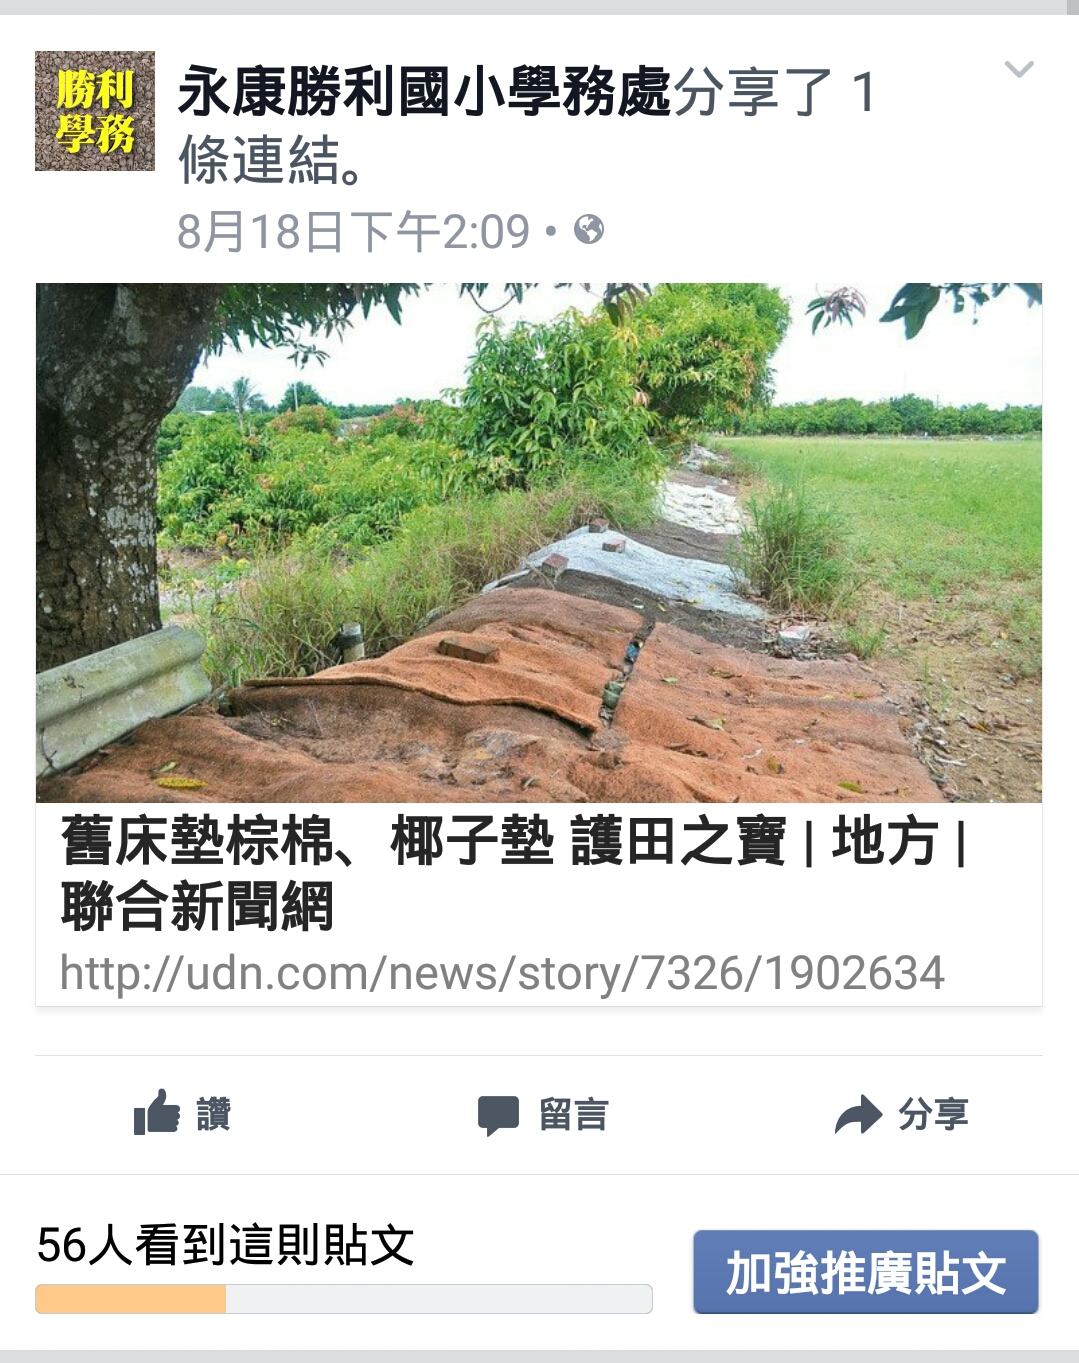 勝利
學務
永康勝利國小學務處分享了 1
條連結。
8月18日下午2:09 •
舊床墊棕棉、椰子墊 護田之寶 | 地方 |
聯合新聞網
http://udn.com/news/story/7326/1902634
讚 留言 分享
56人看到這則貼文
加強推廣貼文